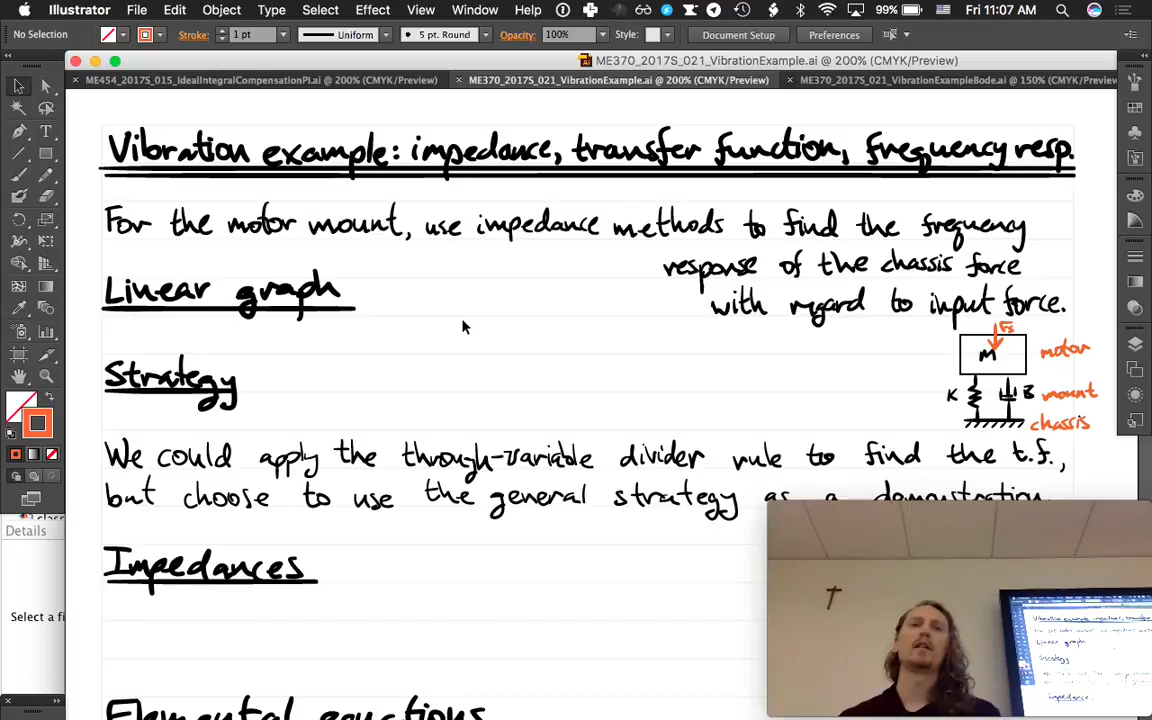 Illustrator File Edit Object Type Select Effect View Window Help 99% Fri 11:07 AM
No Selection Stroke: 1 pt Uniform 5 pt. Round Opacity: 100% Style: Document Setup Preferences
ME370_2017S_021_VibrationExample.ai @ 200% (CMYK/Preview)
ME454_2017S_015_IdealIntegralCompensationPI.ai @ 200% (CMYK/Preview) ME370_2017S_021_VibrationExample.ai @ 200% (CMYK/Preview) ME370_2017S_021_VibrationExampleBode.ai @ 150% (CMYK/Preview)
Vibration example: impedance, transfer function, frequency resp.
For the motor mount, use impedance methods to find the frequency
response of the chassis force
with regard to input force.
Linear graph
Fs
M motor
K B mount
chassis
Strategy
We could apply the through-variable divider rule to find the t.f.,
but choose to use the general strategy as a demonstration.
Impedances
Details
Select a fi
Elemental equations